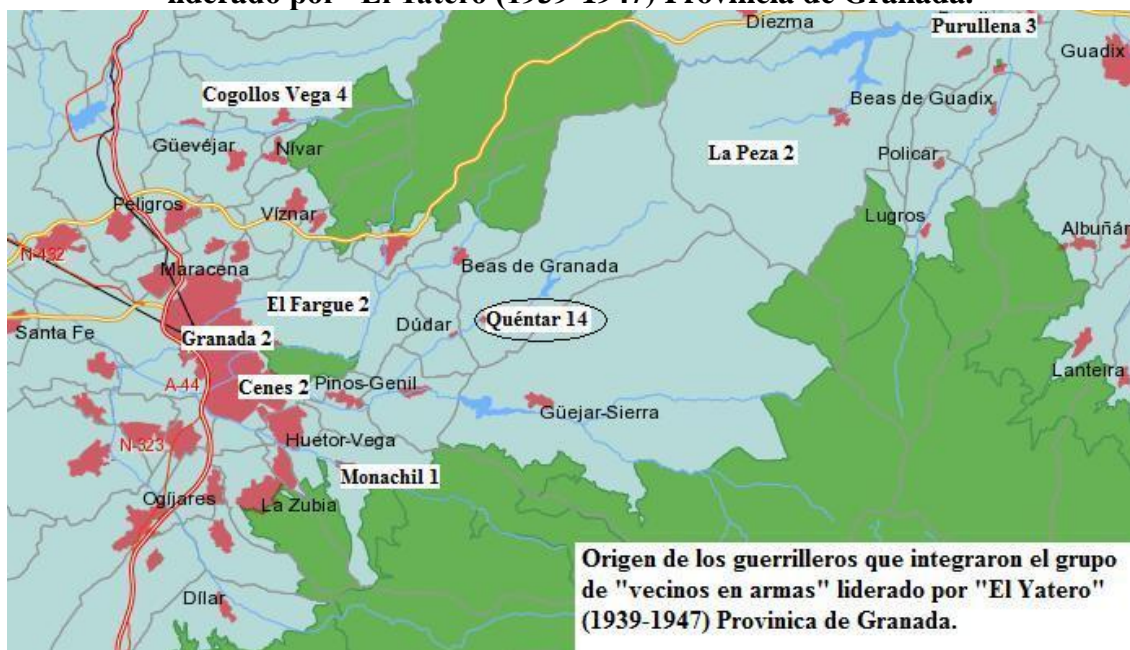 liderado por "El Yatero (1939-1947) Provincia de Granada.
Diezma
Purullena 3
Guadix
Cogollos Vega 4
Beas de Guadix
Güevéjar
Nívar
La Peza 2
Policar
Peligros
Víznar
Lugros
Albuñán
N-432
Maracena
Beas de Granada
El Fargue 2
Santa Fe
Dúdar
Quéntar 14
Granada 2
A-44
Cenes 2
Pinos-Genil
Lanteira
Güejar-Sierra
N-323
Huetor-Vega
Monachil 1
Ogíjares
La Zubia
Dílar
Origen de los guerrilleros que integraron el grupo
de "vecinos en armas" liderado por "El Yatero"
(1939-1947) Provinica de Granada.